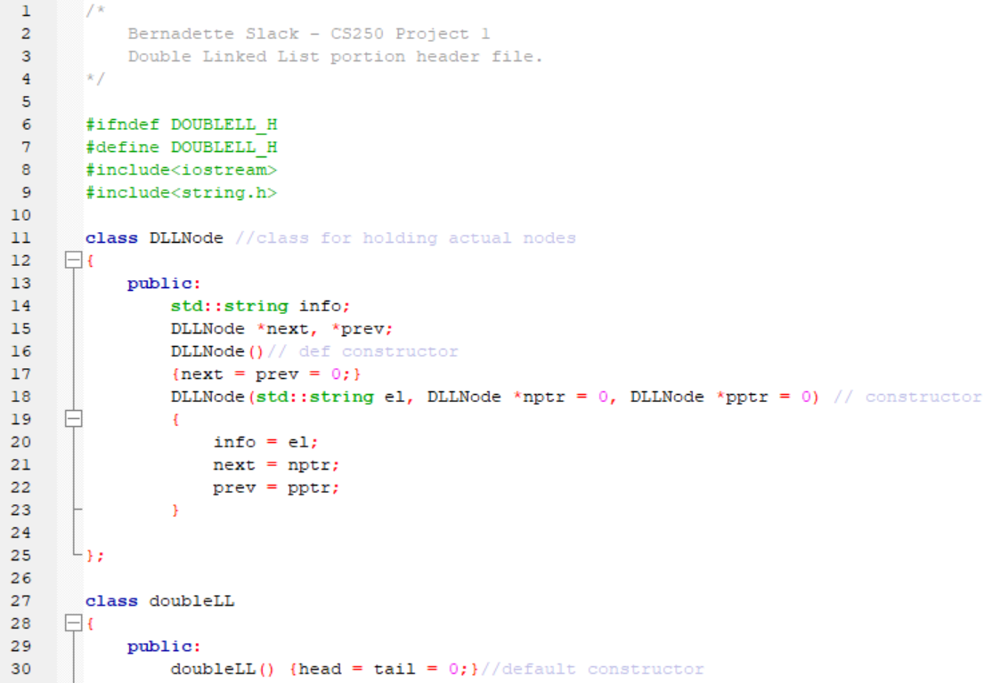 1 /*
2 Bernadette Slack - CS250 Project 1
3 Double Linked List portion header file.
4 */
5
6 #ifndef DOUBLELL_H
7 #define DOUBLELL_H
8 #include<iostream>
9 #include<string.h>
10
11 class DLLNode //class for holding actual nodes
12 {
13 public:
14 std::string info;
15 DLLNode *next, *prev;
16 DLLNode()// def constructor
17 {next = prev = 0;}
18 DLLNode(std::string el, DLLNode *nptr = 0, DLLNode *pptr = 0) // constructor
19 {
20 info = el;
21 next = nptr;
22 prev = pptr;
23 }
24
25 };
26
27 class doubleLL
28 {
29 public:
30 doubleLL() {head = tail = 0;}//default constructor